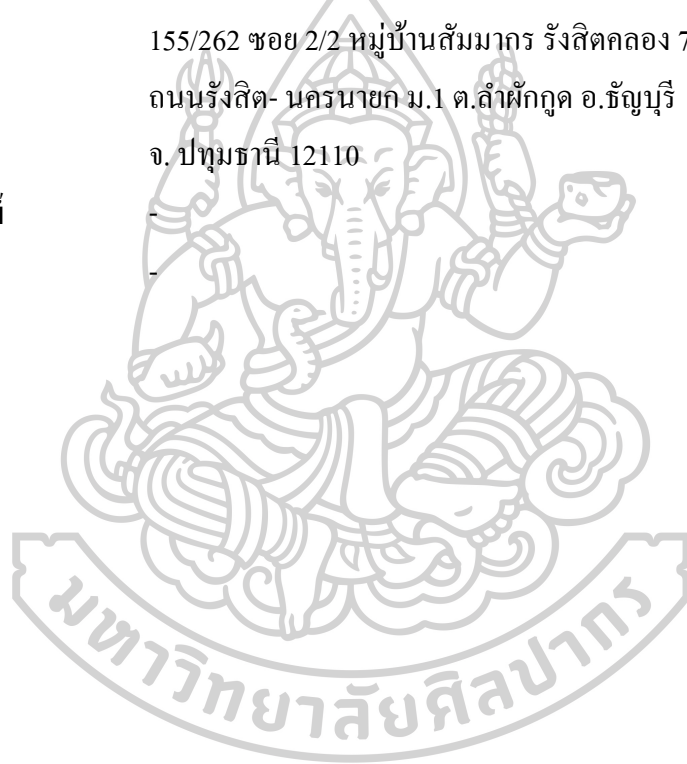 155/262 ซอย 2/2 หมู่บ้านสัมมากร รังสิตคลอง 7
ถนนรังสิต- นครนายก ม.1 ต.ลำผักกูด อ.ธัญบุรี
จ. ปทุมธานี 12110
-
-
มหาวิทยาลัยศิลปากร